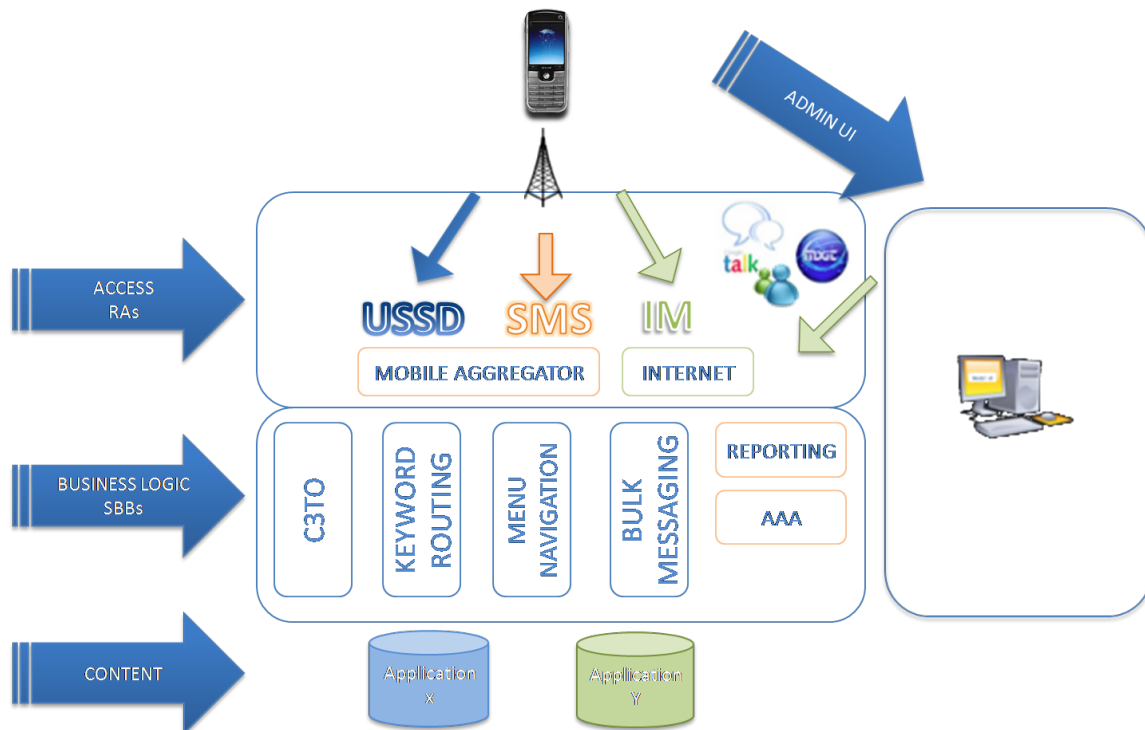 ADMIN UI
ACCESS
RAs
talk
USSD
SMS
IM
MOBILE AGGREGATOR
INTERNET
BUSINESS LOGIC
SBBs
C3TO
KEYWORD
ROUTING
MENU
NAVIGATION
BULK
MESSAGING
REPORTING
AAA
CONTENT
Application
X
Application
Y